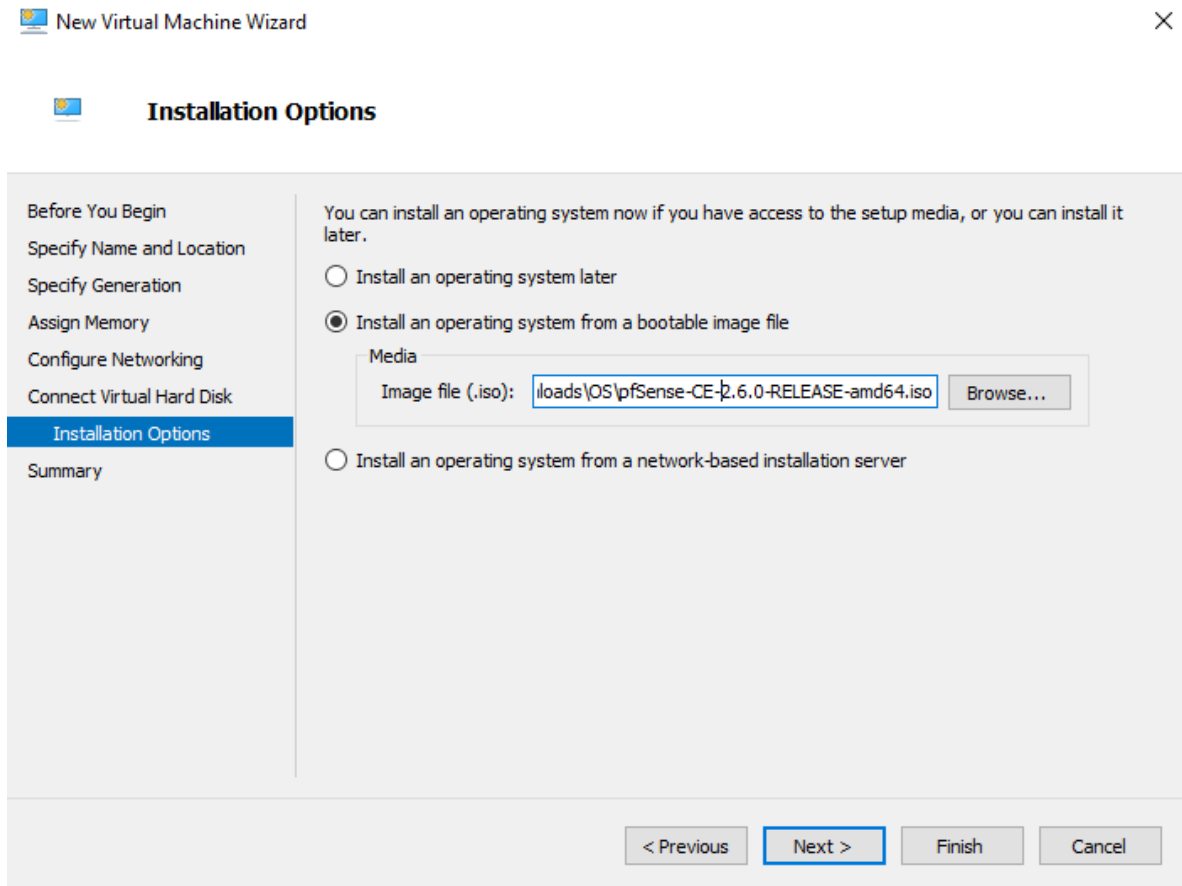 New Virtual Machine Wizard
Installation Options
Before You Begin
Specify Name and Location
Specify Generation
Assign Memory
Configure Networking
Connect Virtual Hard Disk
Installation Options
Summary
You can install an operating system now if you have access to the setup media, or you can install it
later.
Install an operating system later
Install an operating system from a bootable image file
Media
Image file (.iso): loads\OS\pfSense-CE-2.6.0-RELEASE-amd64.iso Browse...
Install an operating system from a network-based installation server
< Previous Next > Finish Cancel